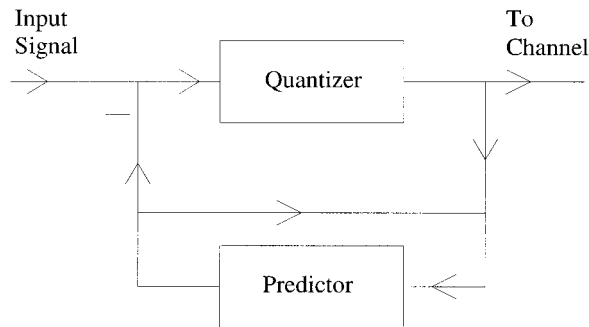 Input
Signal
To
Channel
Quantizer
—
Predictor